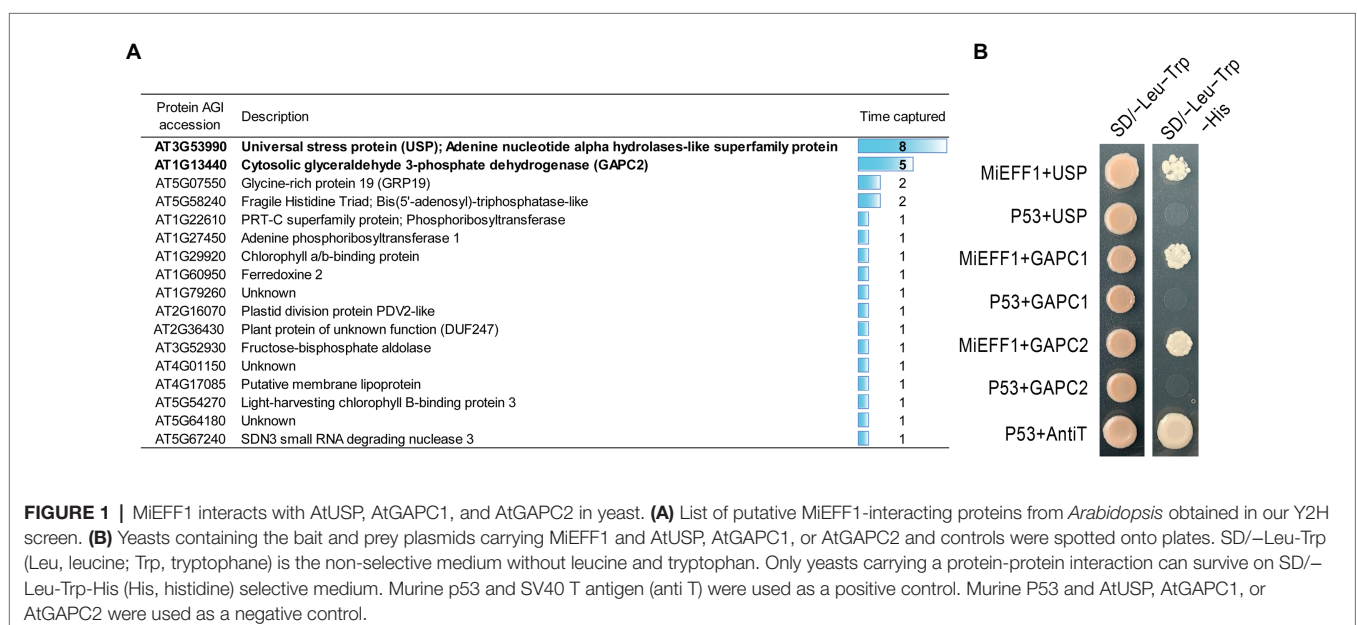 A
Protein AGI accession Description Time captured
AT3G53990 Universal stress protein (USP); Adenine nucleotide alpha hydrolases-like superfamily protein 8
AT1G13440 Cytosolic glyceraldehyde 3-phosphate dehydrogenase (GAPC2) 5
AT5G07550 Glycine-rich protein 19 (GRP19) 2
AT5G58240 Fragile Histidine Triad; Bis(5'-adenosyl)-triphosphatase-like 2
AT1G22610 PRT-C superfamily protein; Phosphoribosyltransferase 1
AT1G27450 Adenine phosphoribosyltransferase 1 1
AT1G29920 Chlorophyll a/b-binding protein 1
AT1G60950 Ferredoxine 2 1
AT1G79260 Unknown 1
AT2G16070 Plastid division protein PDV2-like 1
AT2G36430 Plant protein of unknown function (DUF247) 1
AT3G52930 Fructose-bisphosphate aldolase 1
AT4G01150 Unknown 1
AT4G17085 Putative membrane lipoprotein 1
AT5G54270 Light-harvesting chlorophyll B-binding protein 3 1
AT5G64180 Unknown 1
AT5G67240 SDN3 small RNA degrading nuclease 3 1
B
SD/−Leu−Trp
SD/−Leu−Trp
−His
MiEFF1+USP
P53+USP
MiEFF1+GAPC1
P53+GAPC1
MiEFF1+GAPC2
P53+GAPC2
P53+AntiT
FIGURE 1 | MiEFF1 interacts with AtUSP, AtGAPC1, and AtGAPC2 in yeast. (A) List of putative MiEFF1-interacting proteins from Arabidopsis obtained in our Y2H
screen. (B) Yeasts containing the bait and prey plasmids carrying MiEFF1 and AtUSP, AtGAPC1, or AtGAPC2 and controls were spotted onto plates. SD/−Leu-Trp
(Leu, leucine; Trp, tryptophane) is the non-selective medium without leucine and tryptophan. Only yeasts carrying a protein-protein interaction can survive on SD/−
Leu-Trp-His (His, histidine) selective medium. Murine p53 and SV40 T antigen (anti T) were used as a positive control. Murine P53 and AtUSP, AtGAPC1, or
AtGAPC2 were used as a negative control.